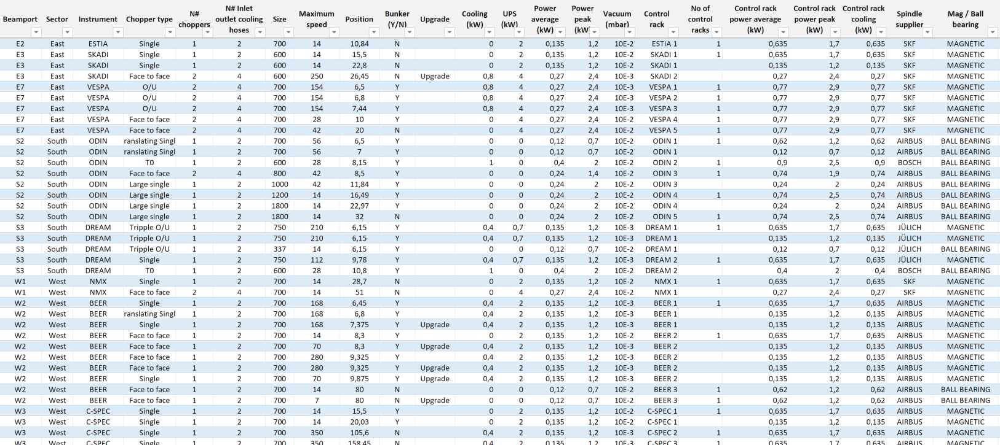 Beamport Sector Instrument Chopper type N# choppers N# Inlet outlet cooling hoses Size Maximum speed Position Bunker (Y/N) Upgrade Cooling (kW) UPS (kW) Power average (kW) Power peak (kW) Vacuum (mbar) Control rack No of control racks Control rack power average (kW) Control rack power peak (kW) Control rack cooling (kW) Spindle supplier Mag / Ball bearing
E2 East ESTIA Single 1 2 700 14 10,84 N 0 2 0,135 1,2 10E-2 ESTIA 1 1 0,635 1,7 0,635 SKF MAGNETIC
E3 East SKADI Single 1 2 600 14 15,5 N 0 2 0,135 1,2 10E-2 SKADI 1 1 0,635 1,7 0,635 SKF MAGNETIC
E3 East SKADI Single 1 2 600 14 22,8 N 0 2 0,135 1,2 10E-2 SKADI 1 0,135 1,2 0,135 SKF MAGNETIC
E3 East SKADI Face to face 2 4 600 250 26,45 N Upgrade 0,8 4 0,27 2,4 10E-3 SKADI 2 0,27 2,4 0,27 SKF MAGNETIC
E7 East VESPA O/U 2 4 700 154 6,5 Y 0,8 4 0,27 2,4 10E-3 VESPA 1 1 0,77 2,9 0,77 SKF MAGNETIC
E7 East VESPA O/U 2 4 700 154 6,8 Y 0,8 4 0,27 2,4 10E-3 VESPA 2 1 0,77 2,9 0,77 SKF MAGNETIC
E7 East VESPA O/U 2 4 700 154 7,44 Y 0,8 4 0,27 2,4 10E-3 VESPA 3 1 0,77 2,9 0,77 SKF MAGNETIC
E7 East VESPA Face to face 2 4 700 28 10 Y 0 4 0,27 2,4 10E-2 VESPA 4 1 0,77 2,9 0,77 SKF MAGNETIC
E7 East VESPA Face to face 2 4 700 42 20 N 0 4 0,27 2,4 10E-2 VESPA 5 1 0,77 2,9 0,77 SKF MAGNETIC
S2 South ODIN ranslating Singl 1 2 700 56 6,5 Y 0 0 0,12 0,7 10E-2 ODIN 1 1 0,62 1,2 0,62 AIRBUS BALL BEARING
S2 South ODIN ranslating Singl 1 2 700 56 7 Y 0 0 0,12 0,7 10E-2 ODIN 1 0,12 0,7 0,12 AIRBUS BALL BEARING
S2 South ODIN T0 1 2 600 28 8,15 Y 1 0 0,4 2 10E-2 ODIN 2 1 0,9 2,5 0,9 BOSCH BALL BEARING
S2 South ODIN Face to face 2 4 800 42 8,5 Y 0 0 0,24 1,4 10E-2 ODIN 3 1 0,74 1,9 0,74 AIRBUS BALL BEARING
S2 South ODIN Large single 1 2 1000 42 11,84 Y 0 0 0,24 2 10E-2 ODIN 3 0,24 2 0,24 AIRBUS BALL BEARING
S2 South ODIN Large single 1 2 1200 14 16,49 Y 0 0 0,24 2 10E-2 ODIN 4 1 0,74 2,5 0,74 AIRBUS BALL BEARING
S2 South ODIN Large single 1 2 1800 14 22,97 Y 0 0 0,24 2 10E-2 ODIN 4 0,24 2 0,24 AIRBUS BALL BEARING
S2 South ODIN Large single 1 2 1800 14 32 N 0 0 0,24 2 10E-2 ODIN 5 1 0,74 2,5 0,74 AIRBUS BALL BEARING
S3 South DREAM Tripple O/U 1 2 750 210 6,15 Y 0,4 0,7 0,135 1,2 10E-3 DREAM 1 1 0,635 1,7 0,635 JÜLICH MAGNETIC
S3 South DREAM Tripple O/U 1 2 750 210 6,15 Y 0,4 0,7 0,135 1,2 10E-3 DREAM 1 0,135 1,2 0,135 JÜLICH MAGNETIC
S3 South DREAM Tripple O/U 1 2 337 14 6,15 Y 0 0 0,12 0,7 10E-2 DREAM 1 0,12 0,7 0,12 JÜLICH BALL BEARING
S3 South DREAM Single 1 2 750 112 9,78 Y 0,4 0,7 0,135 1,2 10E-3 DREAM 2 1 0,635 1,7 0,635 JÜLICH MAGNETIC
S3 South DREAM T0 1 2 600 28 10,8 Y 1 0 0,4 2 10E-2 DREAM 2 0,4 2 0,4 BOSCH BALL BEARING
W1 West NMX Single 1 2 700 14 28,7 N 0 2 0,135 1,2 10E-2 NMX 1 1 0,635 1,7 0,635 SKF MAGNETIC
W1 West NMX Face to face 2 4 700 14 51 N 0 4 0,27 2,4 10E-2 NMX 1 0,27 2,4 0,27 SKF MAGNETIC
W2 West BEER Single 1 2 700 168 6,45 Y 0,4 2 0,135 1,2 10E-3 BEER 1 1 0,635 1,7 0,635 AIRBUS MAGNETIC
W2 West BEER ranslating Singl 1 2 700 168 6,8 Y 0,4 2 0,135 1,2 10E-3 BEER 1 0,135 1,2 0,135 AIRBUS MAGNETIC
W2 West BEER Single 1 2 700 168 7,375 Y Upgrade 0,4 2 0,135 1,2 10E-3 BEER 1 0,135 1,2 0,135 AIRBUS MAGNETIC
W2 West BEER Face to face 1 2 700 14 8,3 Y 0 2 0,135 1,2 10E-2 BEER 2 1 0,635 1,7 0,635 AIRBUS MAGNETIC
W2 West BEER Face to face 1 2 700 70 8,3 Y Upgrade 0,4 2 0,135 1,2 10E-3 BEER 2 0,135 1,2 0,135 AIRBUS MAGNETIC
W2 West BEER Face to face 1 2 700 280 9,325 Y 0,4 2 0,135 1,2 10E-3 BEER 2 0,135 1,2 0,135 AIRBUS MAGNETIC
W2 West BEER Face to face 1 2 700 280 9,325 Y Upgrade 0,4 2 0,135 1,2 10E-3 BEER 2 0,135 1,2 0,135 AIRBUS MAGNETIC
W2 West BEER Single 1 2 700 70 9,875 Y Upgrade 0,4 2 0,135 1,2 10E-3 BEER 2 0,135 1,2 0,135 AIRBUS MAGNETIC
W2 West BEER Face to face 1 2 700 14 80 N 0 0 0,12 0,7 10E-2 BEER 3 1 0,62 1,2 0,62 AIRBUS BALL BEARING
W2 West BEER Face to face 1 2 700 7 80 N Upgrade 0 0 0,12 0,7 10E-2 BEER 3 1 0,62 1,2 0,62 AIRBUS BALL BEARING
W3 West C-SPEC Single 1 2 700 14 15,5 Y 0 2 0,135 1,2 10E-2 C-SPEC 1 1 0,635 1,7 0,635 AIRBUS MAGNETIC
W3 West C-SPEC Single 1 2 700 14 20,03 Y 0 2 0,135 1,2 10E-2 C-SPEC 1 0,135 1,2 0,135 AIRBUS MAGNETIC
W3 West C-SPEC Single 1 2 700 350 105,6 N 0,4 2 0,135 1,2 10E-3 C-SPEC 2 1 0,635 1,7 0,635 AIRBUS MAGNETIC
W3 West C-SPEC Single 1 2 700 350 158,45 N 0,4 2 0,135 1,2 10E-3 C-SPEC 3 1 0,635 1,7 0,635 AIRBUS MAGNETIC